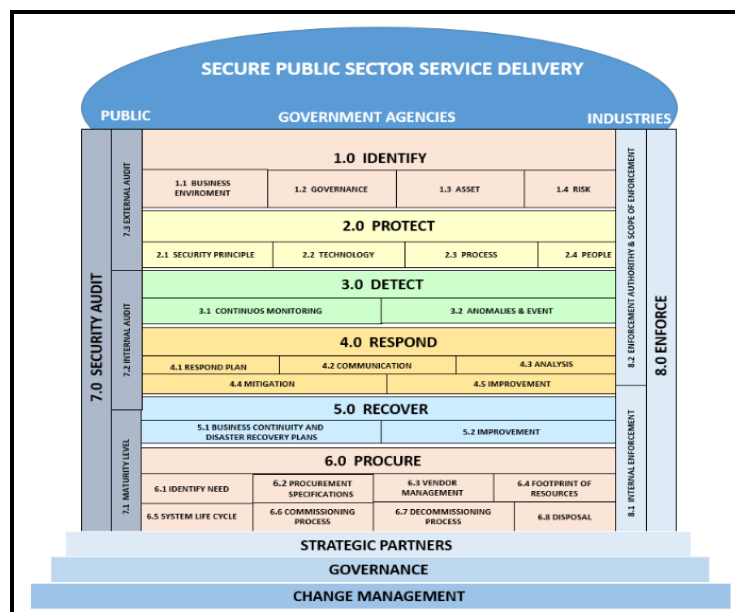 SECURE PUBLIC SECTOR SERVICE DELIVERY
PUBLIC
GOVERNMENT AGENCIES
INDUSTRIES
7.0 SECURITY AUDIT
7.3 EXTERNAL AUDIT
7.2 INTERNAL AUDIT
7.1 MATURITY LEVEL
1.0 IDENTIFY
1.1 BUSINESS
ENVIROMENT
1.2 GOVERNANCE
1.3 ASSET
1.4 RISK
2.0 PROTECT
2.1 SECURITY PRINCIPLE
2.2 TECHNOLOGY
2.3 PROCESS
2.4 PEOPLE
3.0 DETECT
3.1 CONTINUOS MONITORING
3.2 ANOMALIES & EVENT
4.0 RESPOND
4.1 RESPOND PLAN
4.2 COMMUNICATION
4.3 ANALYSIS
4.4 MITIGATION
4.5 IMPROVEMENT
5.0 RECOVER
5.1 BUSINESS CONTINUITY AND
DISASTER RECOVERY PLANS
5.2 IMPROVEMENT
6.0 PROCURE
6.1 IDENTIFY NEED
6.2 PROCUREMENT
SPECIFICATIONS
6.3 VENDOR
MANAGEMENT
6.4 FOOTPRINT OF
RESOURCES
6.5 SYSTEM LIFE CYCLE
6.6 COMMISSIONING
PROCESS
6.7 DECOMMISSIONING
PROCESS
6.8 DISPOSAL
8.2 ENFORCEMENT AUTHORITHY & SCOPE OF ENFORCEMENT
8.1 INTERNAL ENFORCEMENT
8.0 ENFORCE
STRATEGIC PARTNERS
GOVERNANCE
CHANGE MANAGEMENT